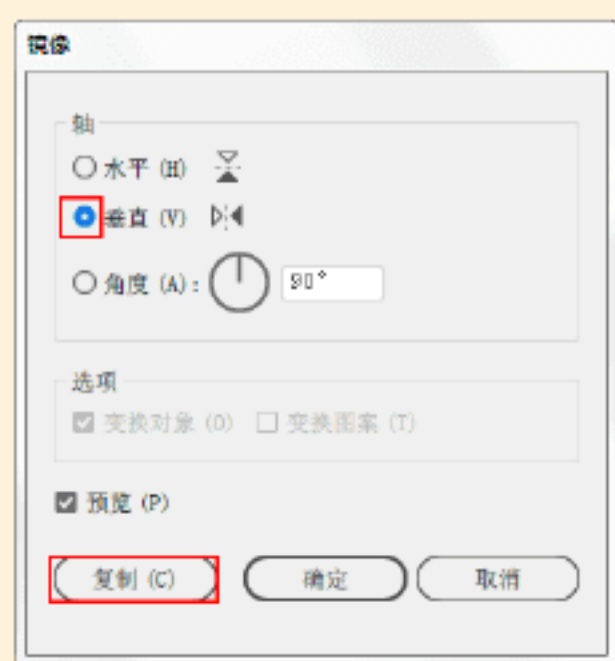 镜像
轴
水平 (H)
垂直 (V)
角度 (A): 90°
选项
变换对象 (O) 变换图案 (T)
预览 (P)
复制 (C) 确定 取消